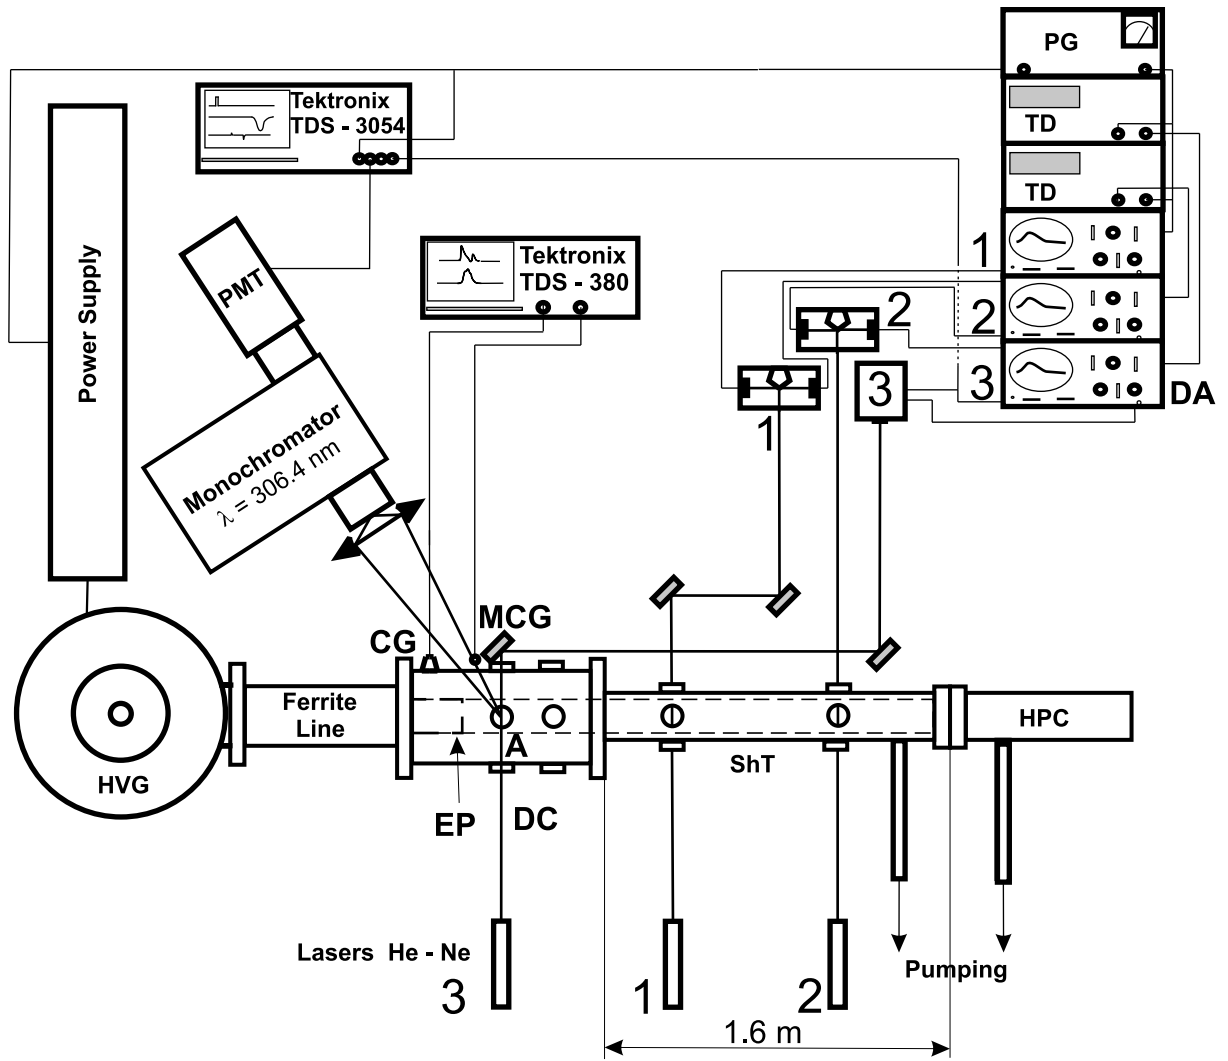 PG
Tektronix
TDS - 3054
TD
TD
Power Supply
PMT
Tektronix
TDS - 380
1
2
3
DA
2
1
3
Monochromator
λ = 306.4 nm
CG
MCG
Ferrite
Line
A
HPC
ShT
HVG
EP
DC
Lasers He - Ne
3
1
2
Pumping
1.6 m